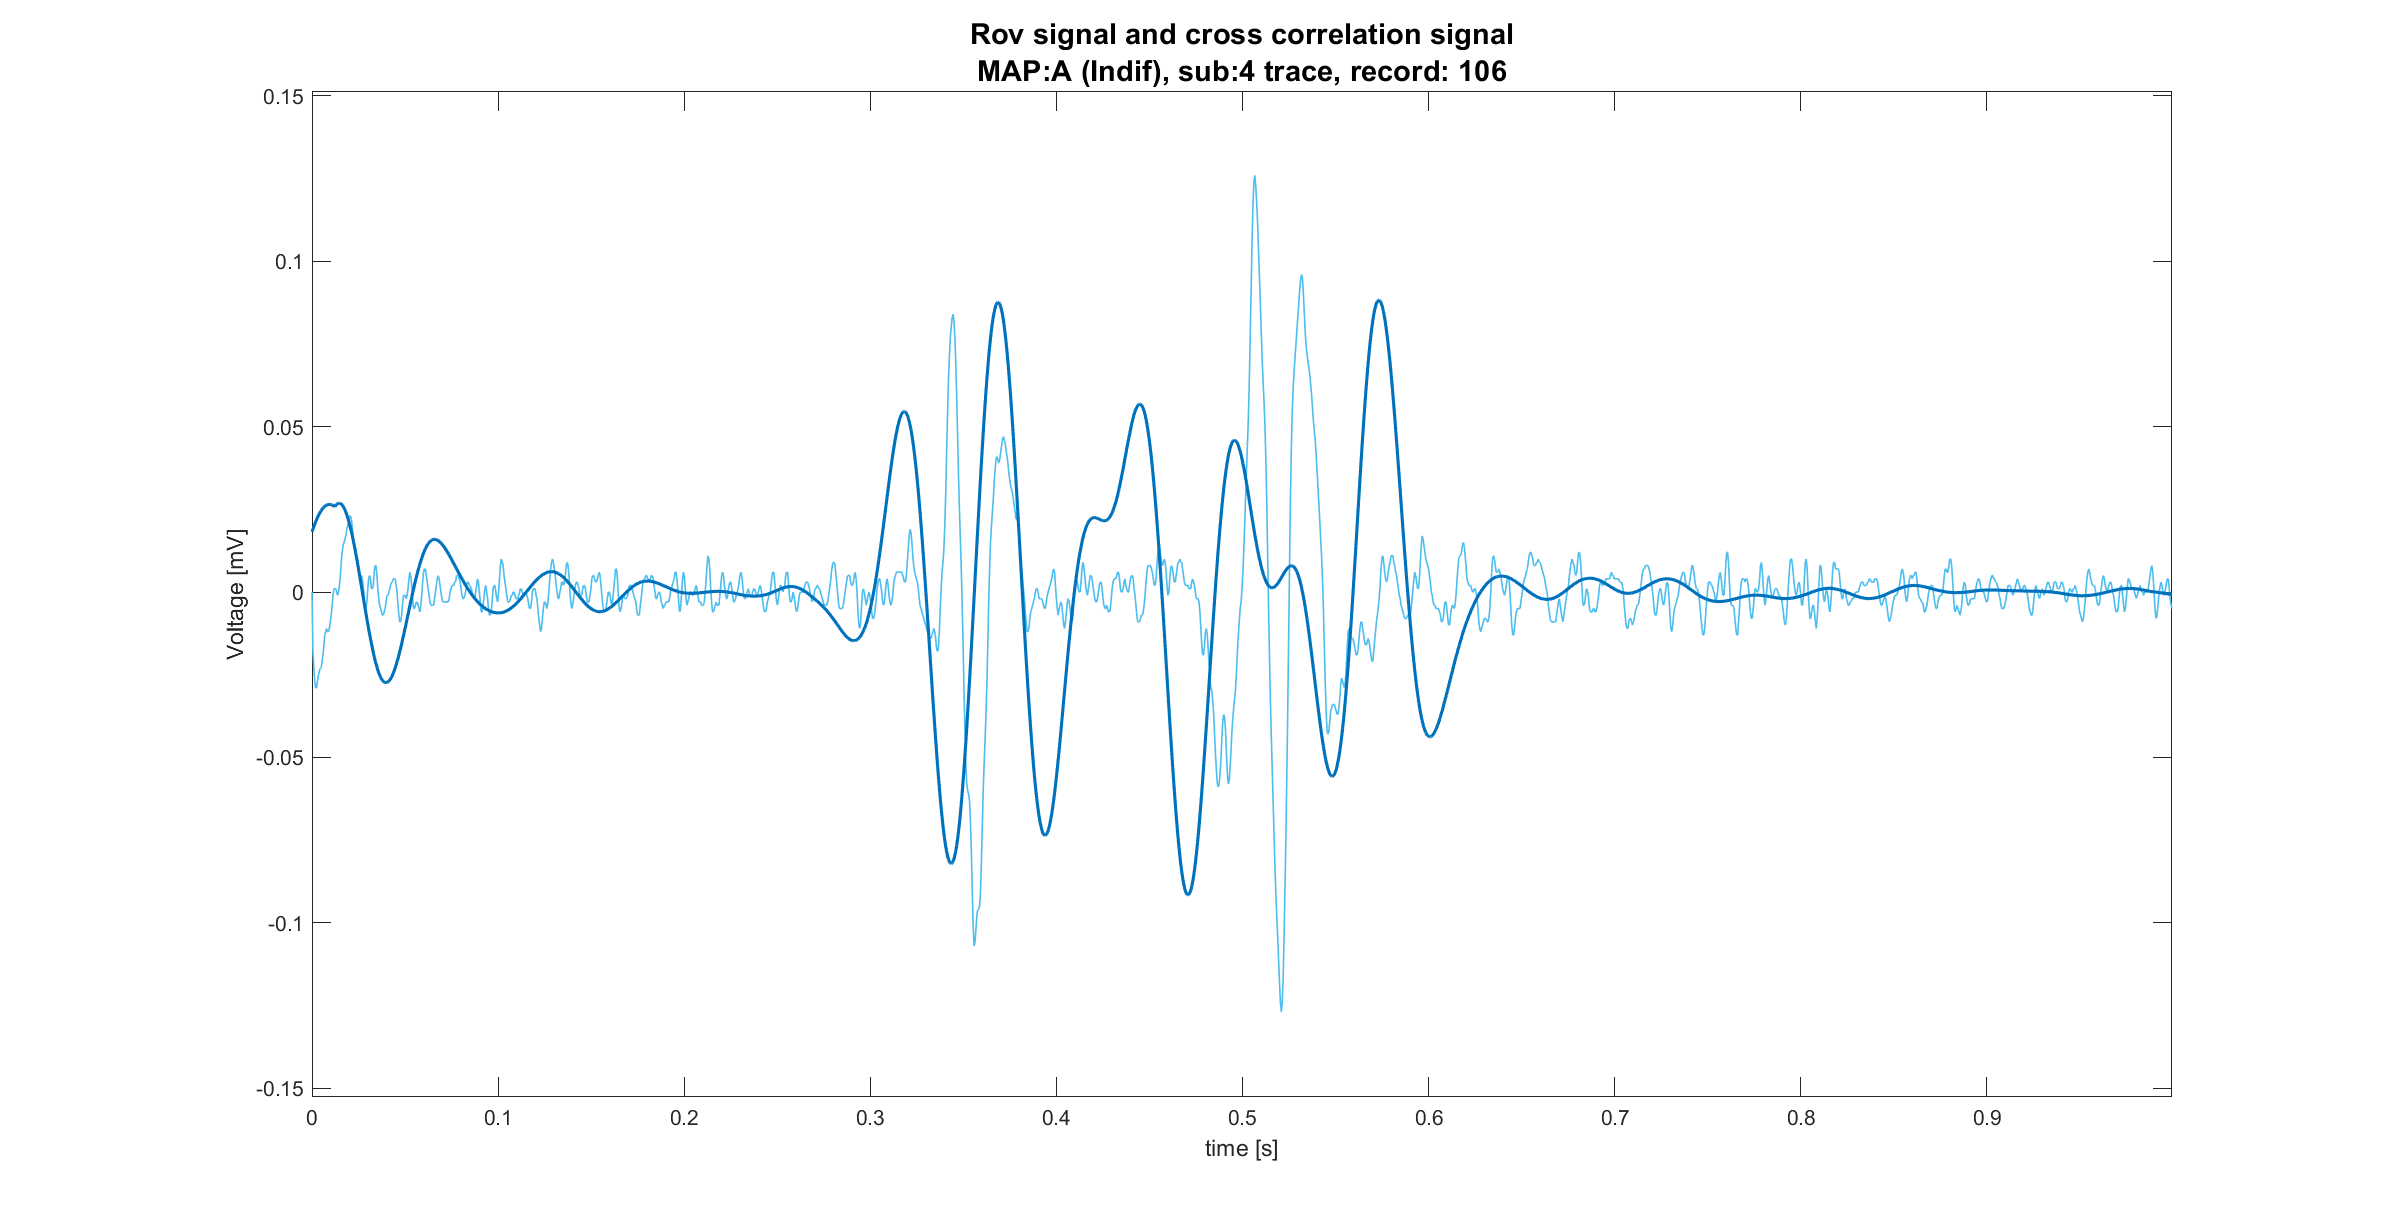 Rov signal and cross correlation signal
MAP:A (Indif), sub:4 trace, record: 106
0.15
0.1
0.05
0
-0.05
-0.1
-0.15
Voltage [mV]
0 0.1 0.2 0.3 0.4 0.5 0.6 0.7 0.8 0.9
time [s]